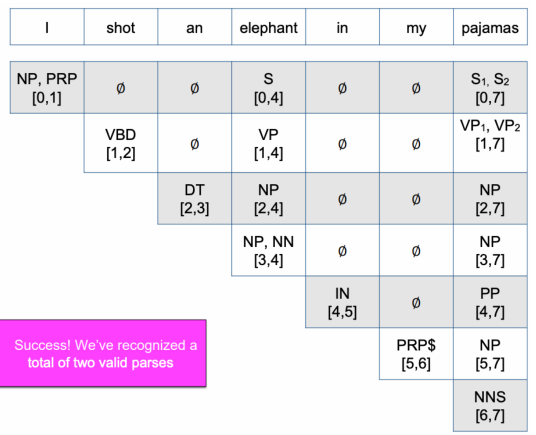 I shot an elephant in my pajamas
NP, PRP ∅ ∅ S ∅ ∅ S1, S2
[0,1] [0,4] [0,7]
VBD ∅ VP ∅ ∅ VP1, VP2
[1,2] [1,4] [1,7]
DT NP ∅ ∅ NP
[2,3] [2,4] [2,7]
NP, NN ∅ ∅ NP
[3,4] [3,7]
IN ∅ PP
[4,5] [4,7]
Success! We've recognized a
total of two valid parses
PRP$ NP
[5,6] [5,7]
NNS
[6,7]